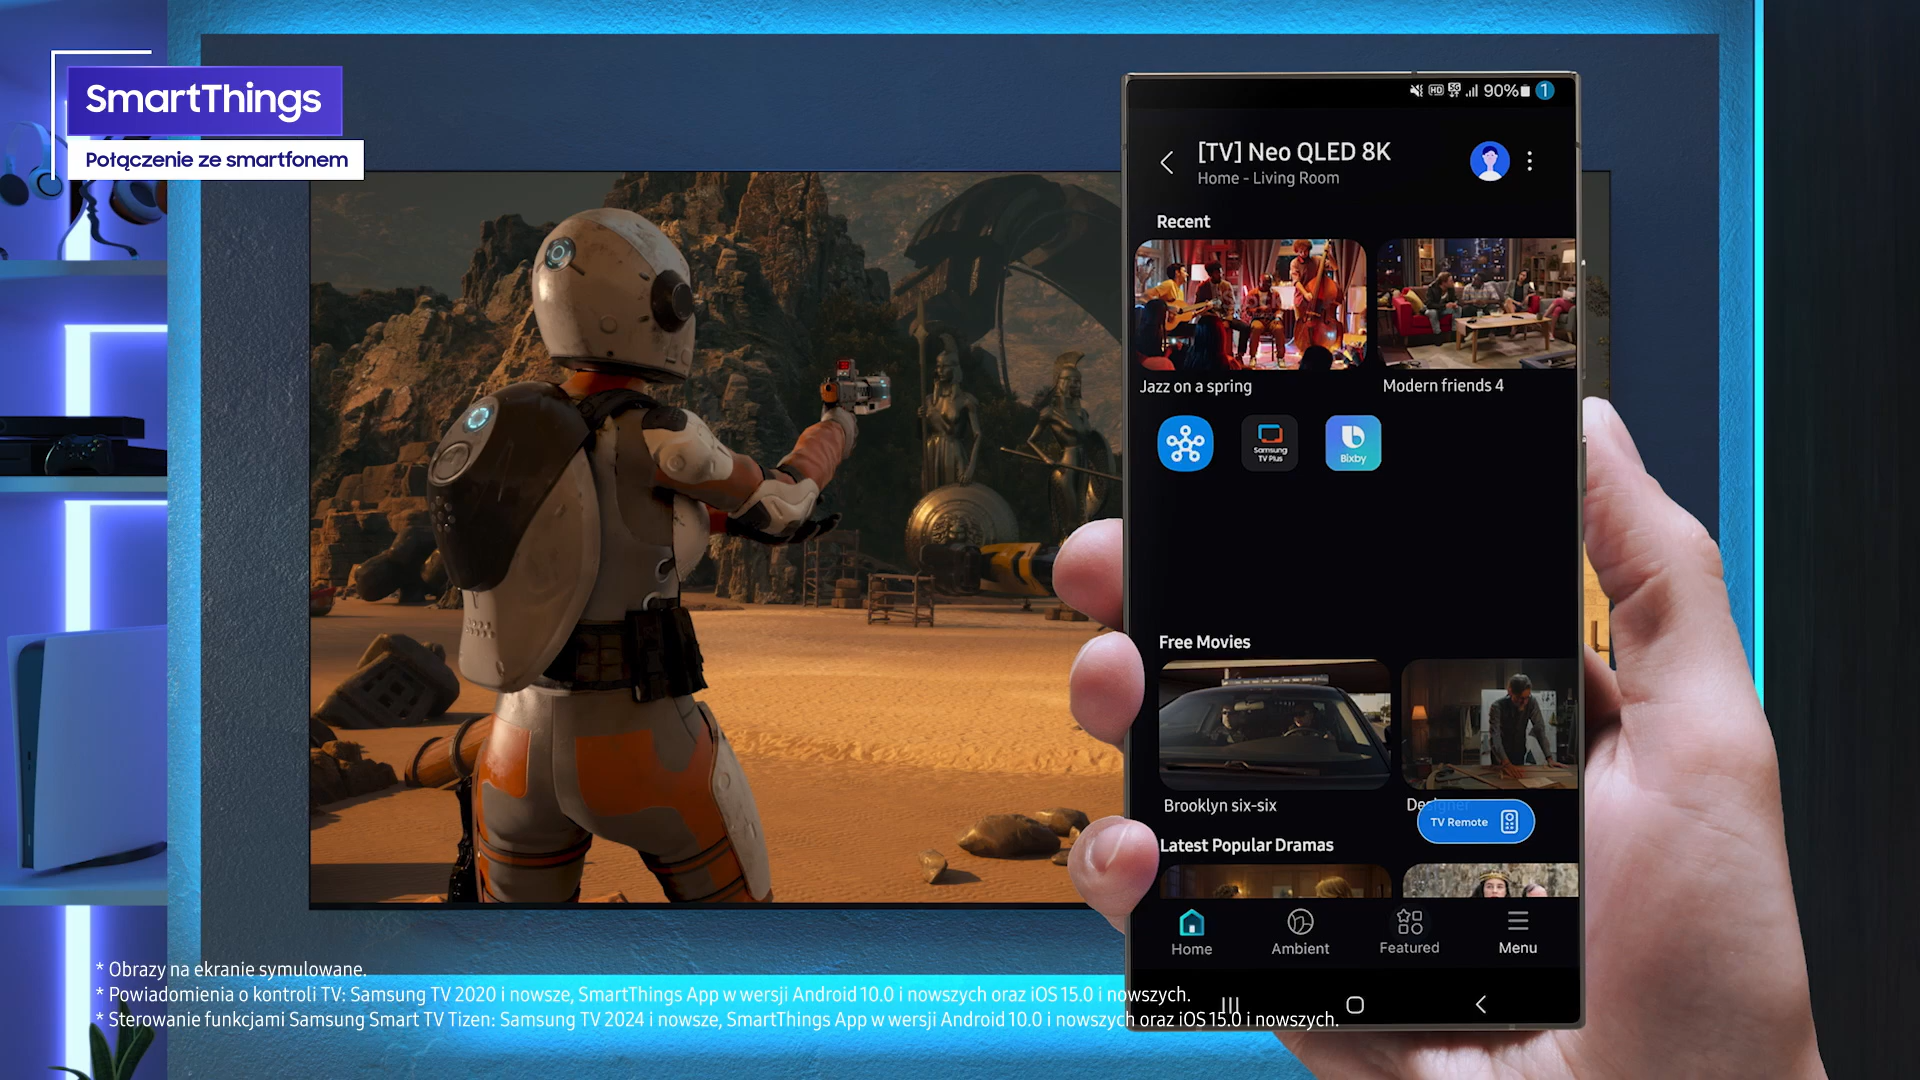 SmartThings
Połączenie ze smartfonem
HD 5G 90% 1
[TV] Neo QLED 8K
Home - Living Room
Recent
Jazz on a spring
Modern friends 4
Samsung
TV Plus
Bixby
Free Movies
Brooklyn six-six
Designer
TV Remote
Latest Popular Dramas
Home
Ambient
Featured
Menu
* Obrazy na ekranie symulowane.
* Powiadomienia o kontroli TV: Samsung TV 2020 i nowsze, SmartThings App w wersji Android 10.0 i nowszych oraz iOS 15.0 i nowszych.
* Sterowanie funkcjami Samsung Smart TV Tizen: Samsung TV 2024 i nowsze, SmartThings App w wersji Android 10.0 i nowszych oraz iOS 15.0 i nowszych.